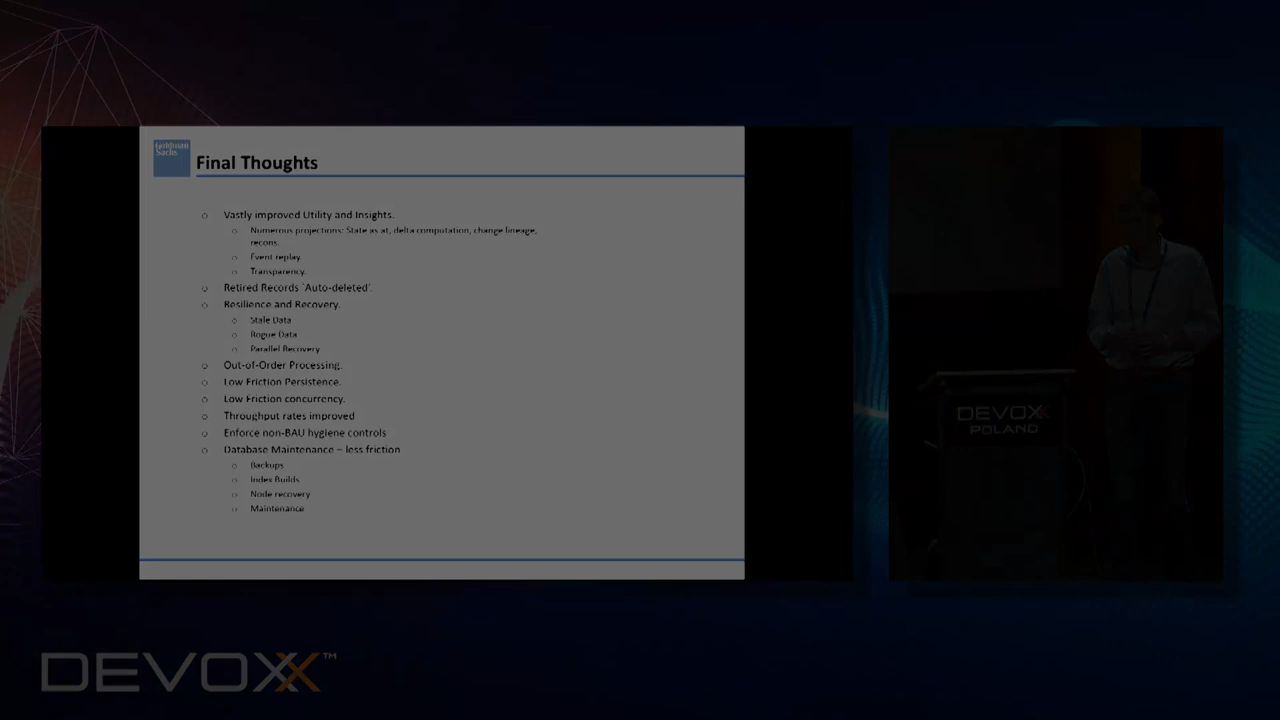 Goldman
Sachs
Final Thoughts
Vastly improved Utility and Insights.
Numerous projections: State as at, delta computation, change lineage,
recons.
Event replay
Transparency.
Retired Records `Auto-deleted'.
Resilience and Recovery.
Stale Data
Rogue Data
Parallel Recovery
Out-of-Order Processing.
Low Friction Persistence.
Low Friction concurrency.
Throughput rates improved
Enforce non-BAU hygiene controls
Database Maintenance – less friction
Backups
Index Builds
Node recovery
Maintenance
DEVOXX
POLAND
DEVOXX™